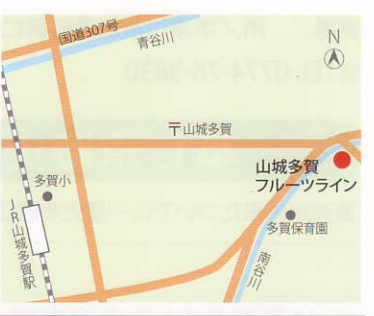 国道307号
青谷川
N
〒山城多賀
山城多賀
フルーツライン
多賀小
多賀保育園
JR山城多賀駅
南谷川